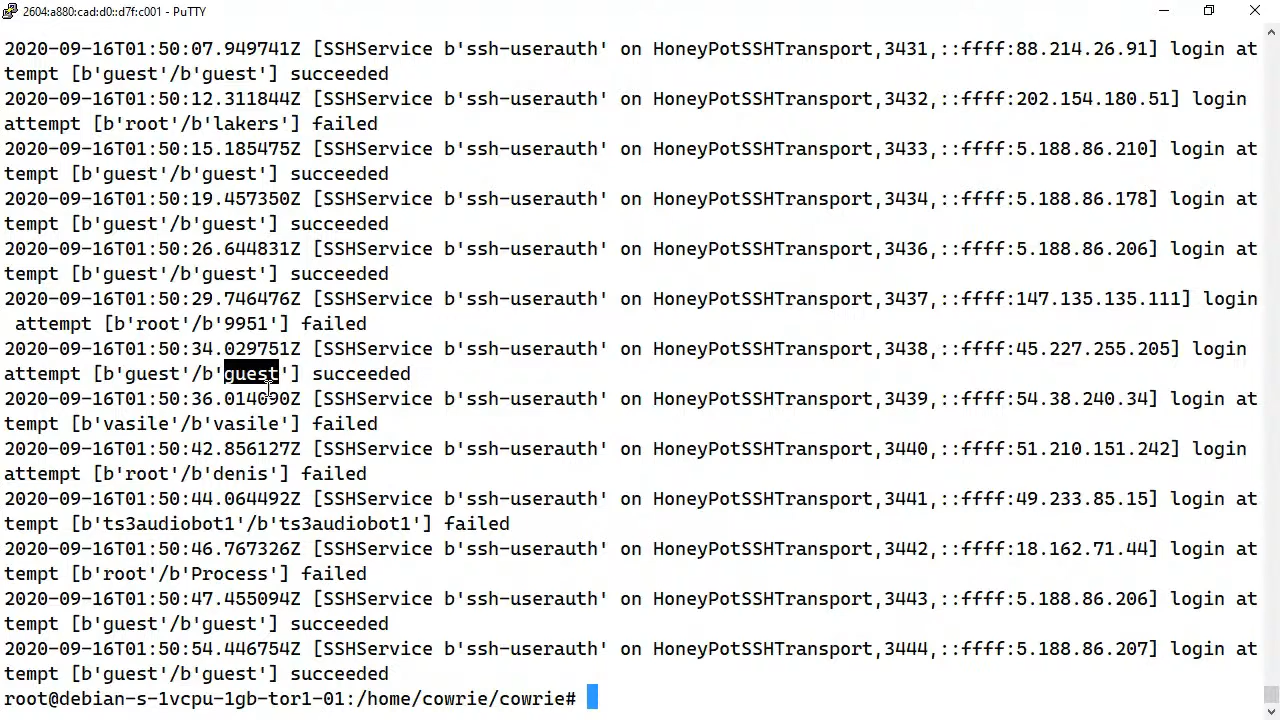 2604:a880:cad:d0::d7f:c001 - PuTTY
2020-09-16T01:50:07.949741Z [SSHService b'ssh-userauth' on HoneyPotSSHTransport,3431,::ffff:88.214.26.91] login at
tempt [b'guest'/b'guest'] succeeded
2020-09-16T01:50:12.311844Z [SSHService b'ssh-userauth' on HoneyPotSSHTransport,3432,::ffff:202.154.180.51] login
attempt [b'root'/b'lakers'] failed
2020-09-16T01:50:15.185475Z [SSHService b'ssh-userauth' on HoneyPotSSHTransport,3433,::ffff:5.188.86.210] login at
tempt [b'guest'/b'guest'] succeeded
2020-09-16T01:50:19.457350Z [SSHService b'ssh-userauth' on HoneyPotSSHTransport,3434,::ffff:5.188.86.178] login at
tempt [b'guest'/b'guest'] succeeded
2020-09-16T01:50:26.644831Z [SSHService b'ssh-userauth' on HoneyPotSSHTransport,3436,::ffff:5.188.86.206] login at
tempt [b'guest'/b'guest'] succeeded
2020-09-16T01:50:29.746476Z [SSHService b'ssh-userauth' on HoneyPotSSHTransport,3437,::ffff:147.135.135.111] login
 attempt [b'root'/b'9951'] failed
2020-09-16T01:50:34.029751Z [SSHService b'ssh-userauth' on HoneyPotSSHTransport,3438,::ffff:45.227.255.205] login
attempt [b'guest'/b'guest'] succeeded
2020-09-16T01:50:36.014090Z [SSHService b'ssh-userauth' on HoneyPotSSHTransport,3439,::ffff:54.38.240.34] login at
tempt [b'vasile'/b'vasile'] failed
2020-09-16T01:50:42.856127Z [SSHService b'ssh-userauth' on HoneyPotSSHTransport,3440,::ffff:51.210.151.242] login
attempt [b'root'/b'denis'] failed
2020-09-16T01:50:44.064492Z [SSHService b'ssh-userauth' on HoneyPotSSHTransport,3441,::ffff:49.233.85.15] login at
tempt [b'ts3audiobot1'/b'ts3audiobot1'] failed
2020-09-16T01:50:46.767326Z [SSHService b'ssh-userauth' on HoneyPotSSHTransport,3442,::ffff:18.162.71.44] login at
tempt [b'root'/b'Process'] failed
2020-09-16T01:50:47.455094Z [SSHService b'ssh-userauth' on HoneyPotSSHTransport,3443,::ffff:5.188.86.206] login at
tempt [b'guest'/b'guest'] succeeded
2020-09-16T01:50:54.446754Z [SSHService b'ssh-userauth' on HoneyPotSSHTransport,3444,::ffff:5.188.86.207] login at
tempt [b'guest'/b'guest'] succeeded
root@debian-s-1vcpu-1gb-tor1-01:/home/cowrie/cowrie#